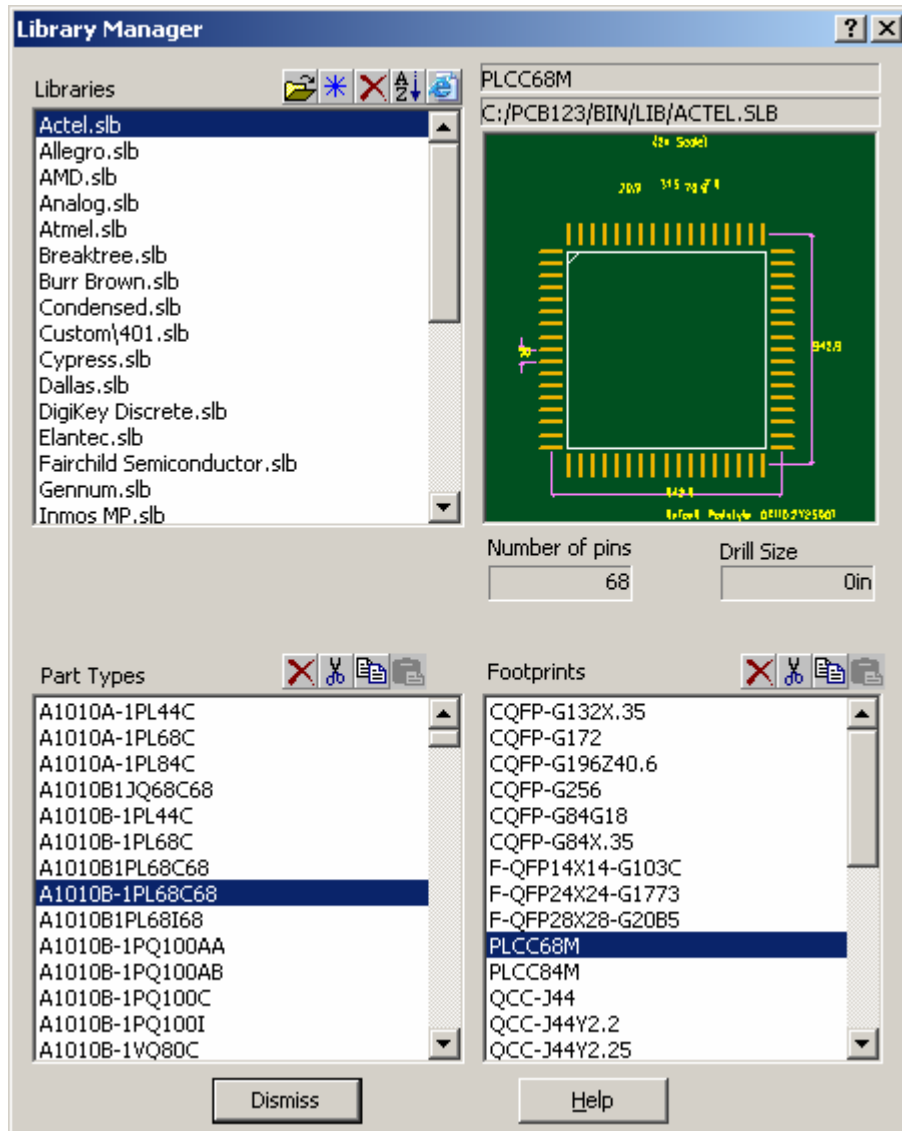 Library Manager
Libraries
Actel.slb
Allegro.slb
AMD.slb
Analog.slb
Atmel.slb
Breaktree.slb
Burr Brown.slb
Condensed.slb
Custom\401.slb
Cypress.slb
Dallas.slb
DigiKey Discrete.slb
Elantec.slb
Fairchild Semiconductor.slb
Gennum.slb
Inmos MP.slb
PLCC68M
C:/PCB123/BIN/LIB/ACTEL.SLB
Number of pins
68
Drill Size
0in
Part Types
A1010A-1PL44C
A1010A-1PL68C
A1010A-1PL84C
A1010B1JQ68C68
A1010B-1PL44C
A1010B-1PL68C
A1010B1PL68C68
A1010B-1PL68C68
A1010B1PL68I68
A1010B-1PQ100AA
A1010B-1PQ100AB
A1010B-1PQ100C
A1010B-1PQ100I
A1010B-1VQ80C
Footprints
CQFP-G132X.35
CQFP-G172
CQFP-G196Z40.6
CQFP-G256
CQFP-G84G18
CQFP-G84X.35
F-QFP14X14-G103C
F-QFP24X24-G1773
F-QFP28X28-G20B5
PLCC68M
PLCC84M
QCC-J44
QCC-J44Y2.2
QCC-J44Y2.25
Dismiss
Help